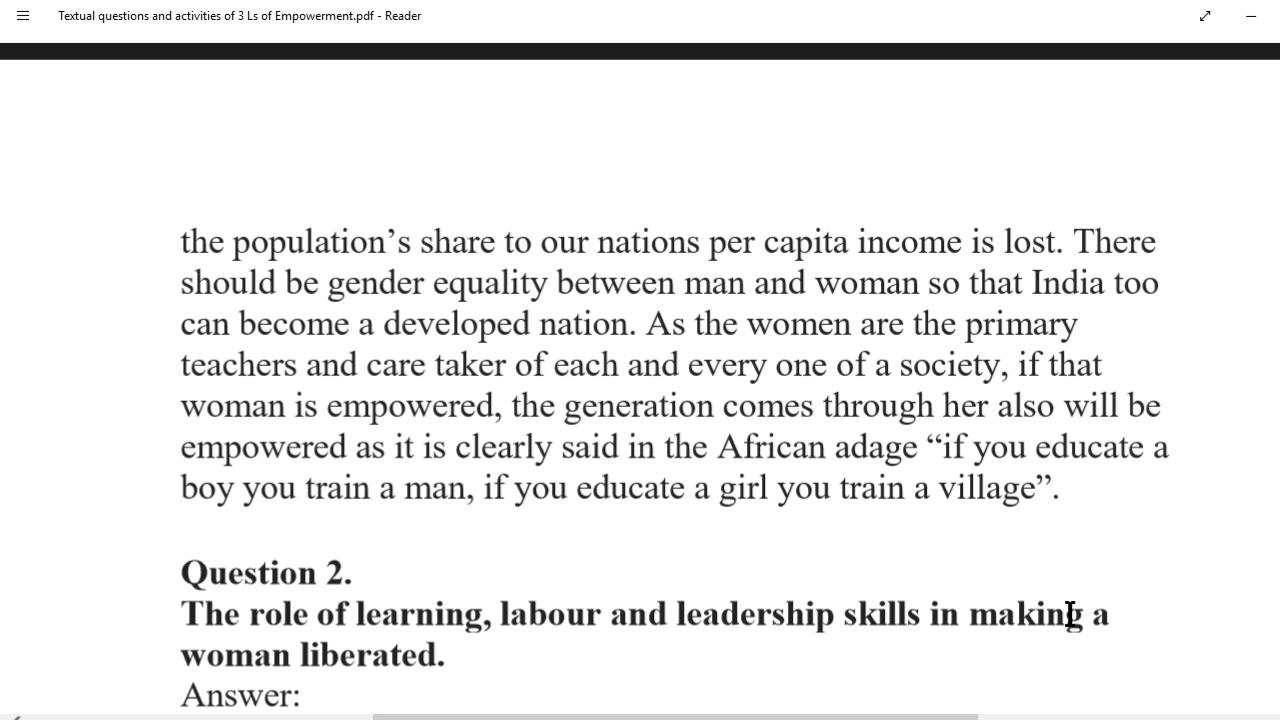 Textual questions and activities of 3 Ls of Empowerment.pdf - Reader
the population’s share to our nations per capita income is lost. There
should be gender equality between man and woman so that India too
can become a developed nation. As the women are the primary
teachers and care taker of each and every one of a society, if that
woman is empowered, the generation comes through her also will be
empowered as it is clearly said in the African adage “if you educate a
boy you train a man, if you educate a girl you train a village”.
Question 2.
The role of learning, labour and leadership skills in making a
woman liberated.
Answer: